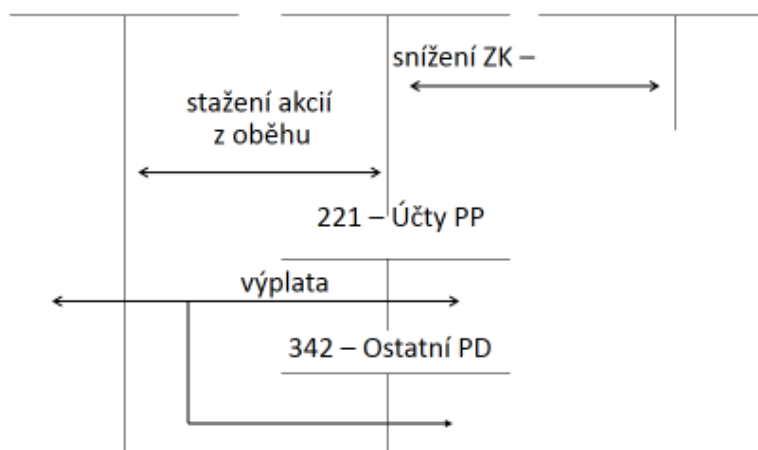 snížení ZK –
stažení akcií
z oběhu
221 – Účty PP
výplata
342 – Ostatní PD